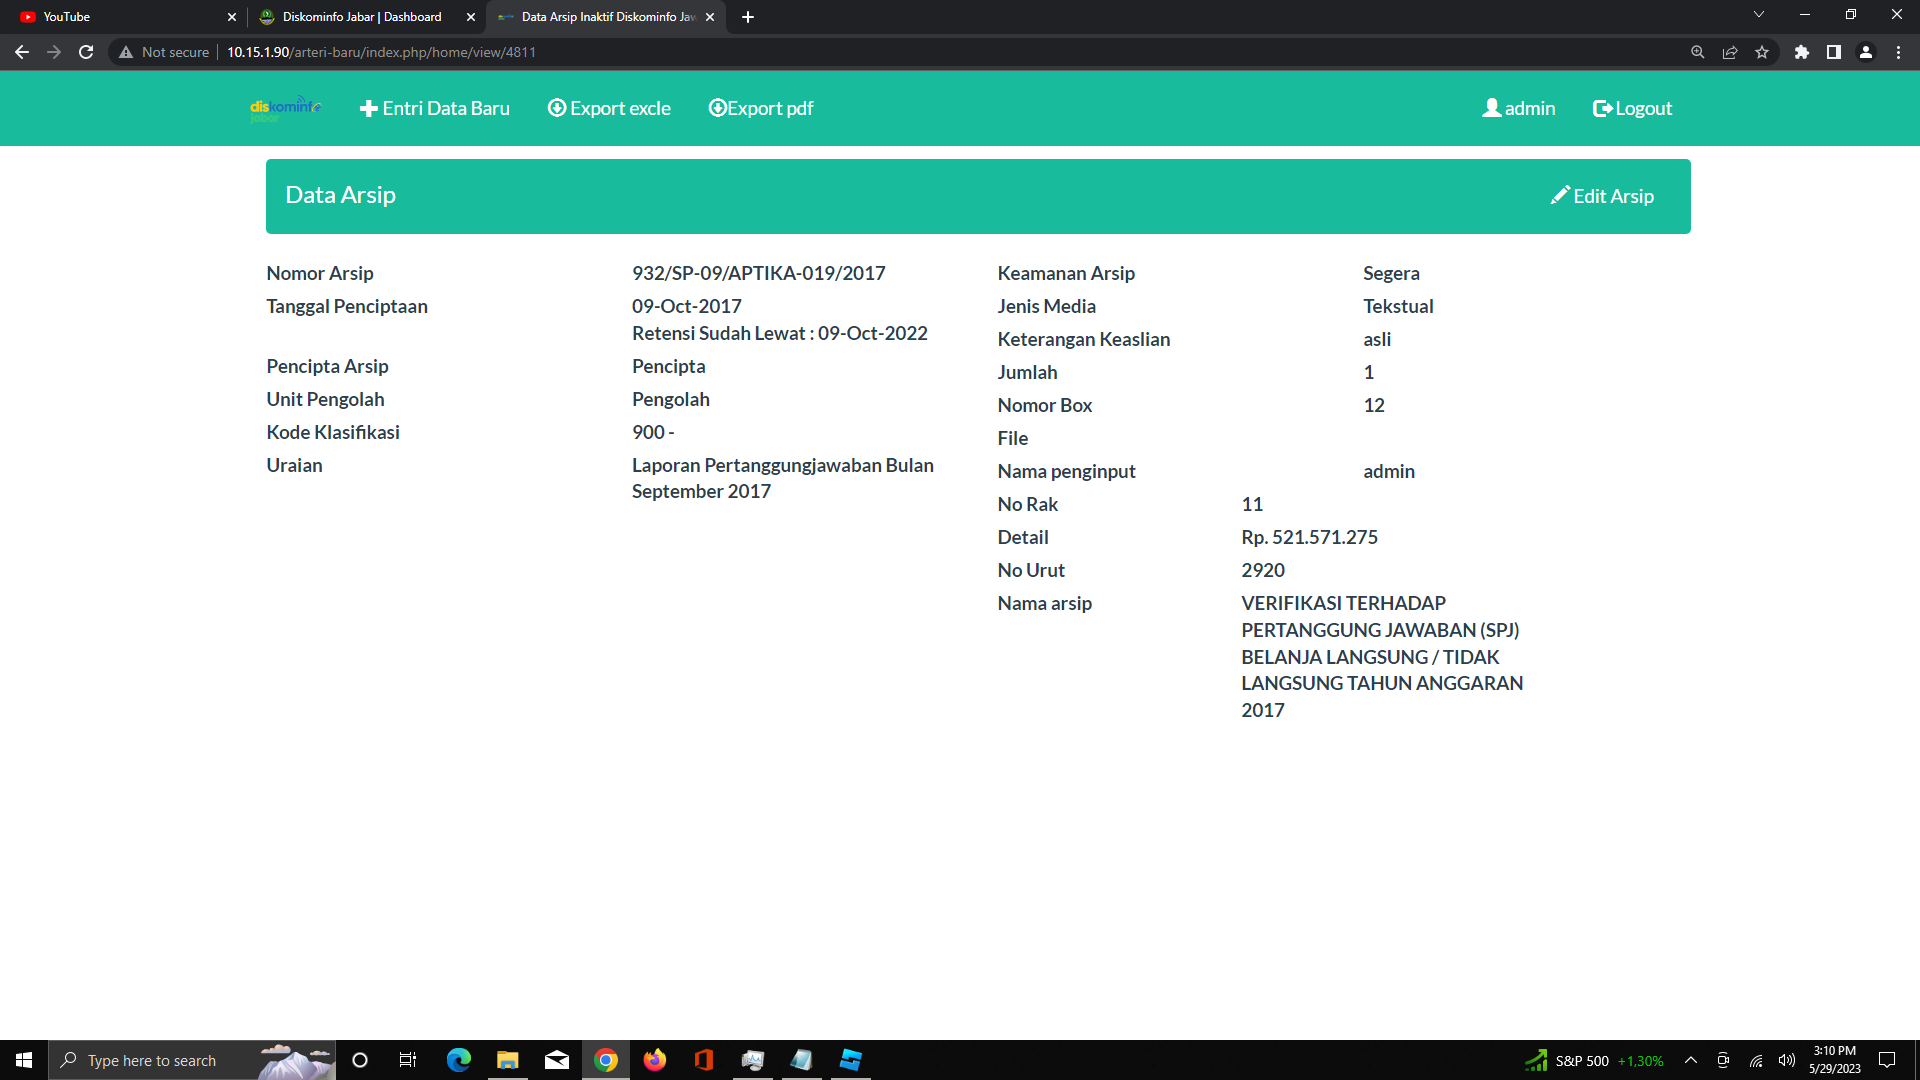 YouTube
Diskominfo Jabar | Dashboard
Data Arsip Inaktif Diskominfo Jaw
Not secure
10.15.1.90/arteri-baru/index.php/home/view/4811
diskominfo
jabar
Entri Data Baru
Export excle
Export pdf
admin
Logout
Data Arsip
Edit Arsip
Nomor Arsip
932/SP-09/APTIKA-019/2017
Tanggal Penciptaan
09-Oct-2017
Retensi Sudah Lewat : 09-Oct-2022
Pencipta Arsip
Pencipta
Unit Pengolah
Pengolah
Kode Klasifikasi
900 -
Uraian
Laporan Pertanggungjawaban Bulan
September 2017
Keamanan Arsip
Segera
Jenis Media
Tekstual
Keterangan Keaslian
asli
Jumlah
1
Nomor Box
12
File
Nama penginput
admin
No Rak
11
Detail
Rp. 521.571.275
No Urut
2920
Nama arsip
VERIFIKASI TERHADAP
PERTANGGUNG JAWABAN (SPJ)
BELANJA LANGSUNG / TIDAK
LANGSUNG TAHUN ANGGARAN
2017
Type here to search
S&P 500 +1,30%
3:10 PM
5/29/2023